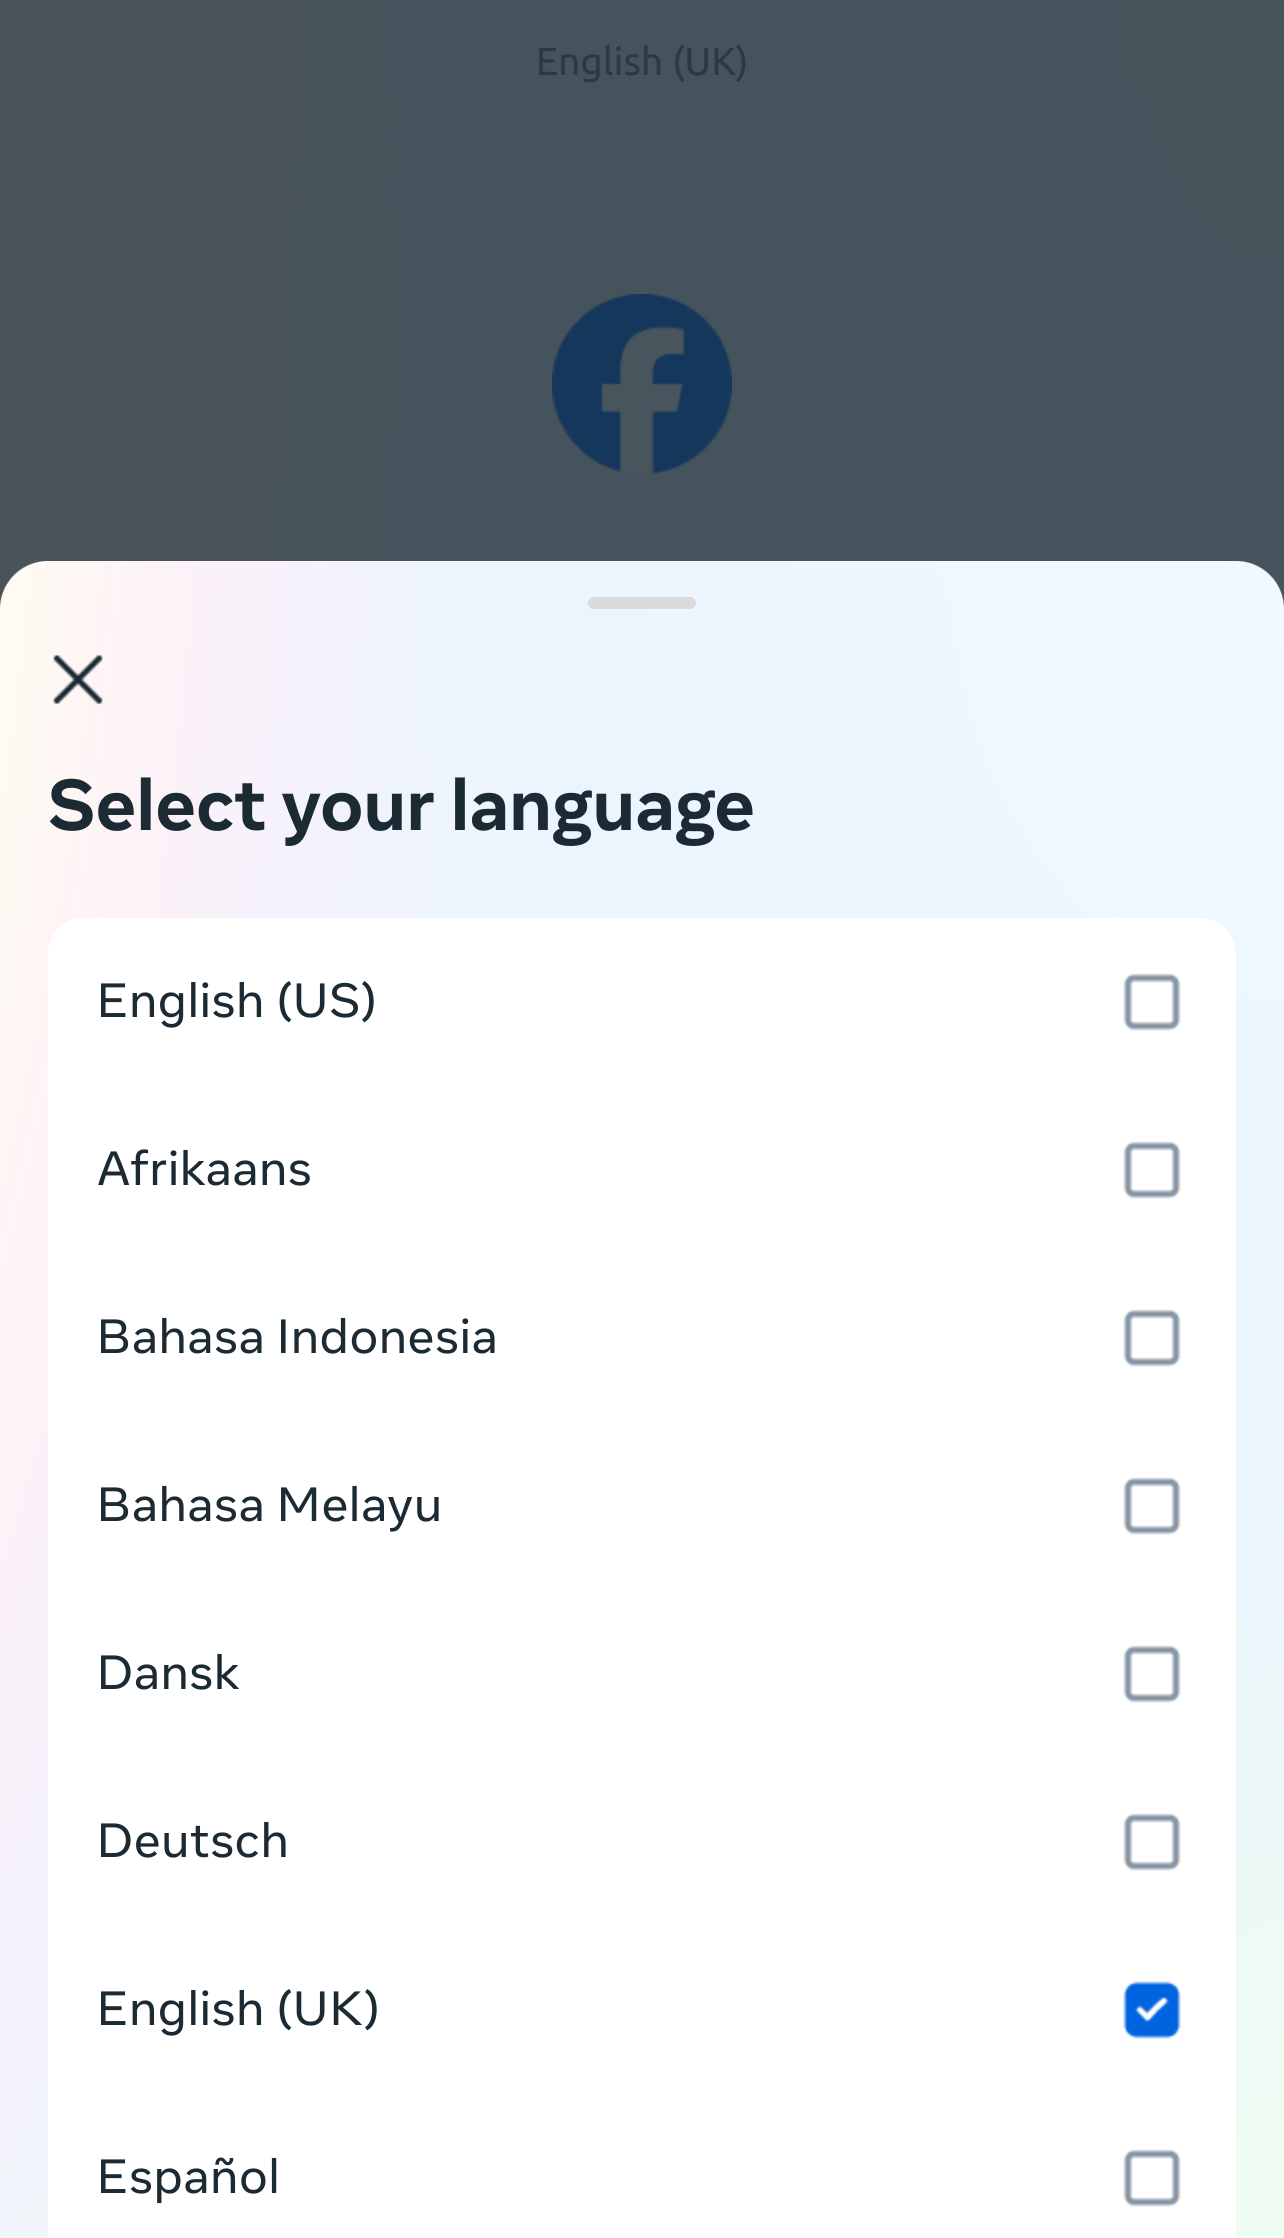 English (UK)
Select your language
English (US)
Afrikaans
Bahasa Indonesia
Bahasa Melayu
Dansk
Deutsch
English (UK)
Español